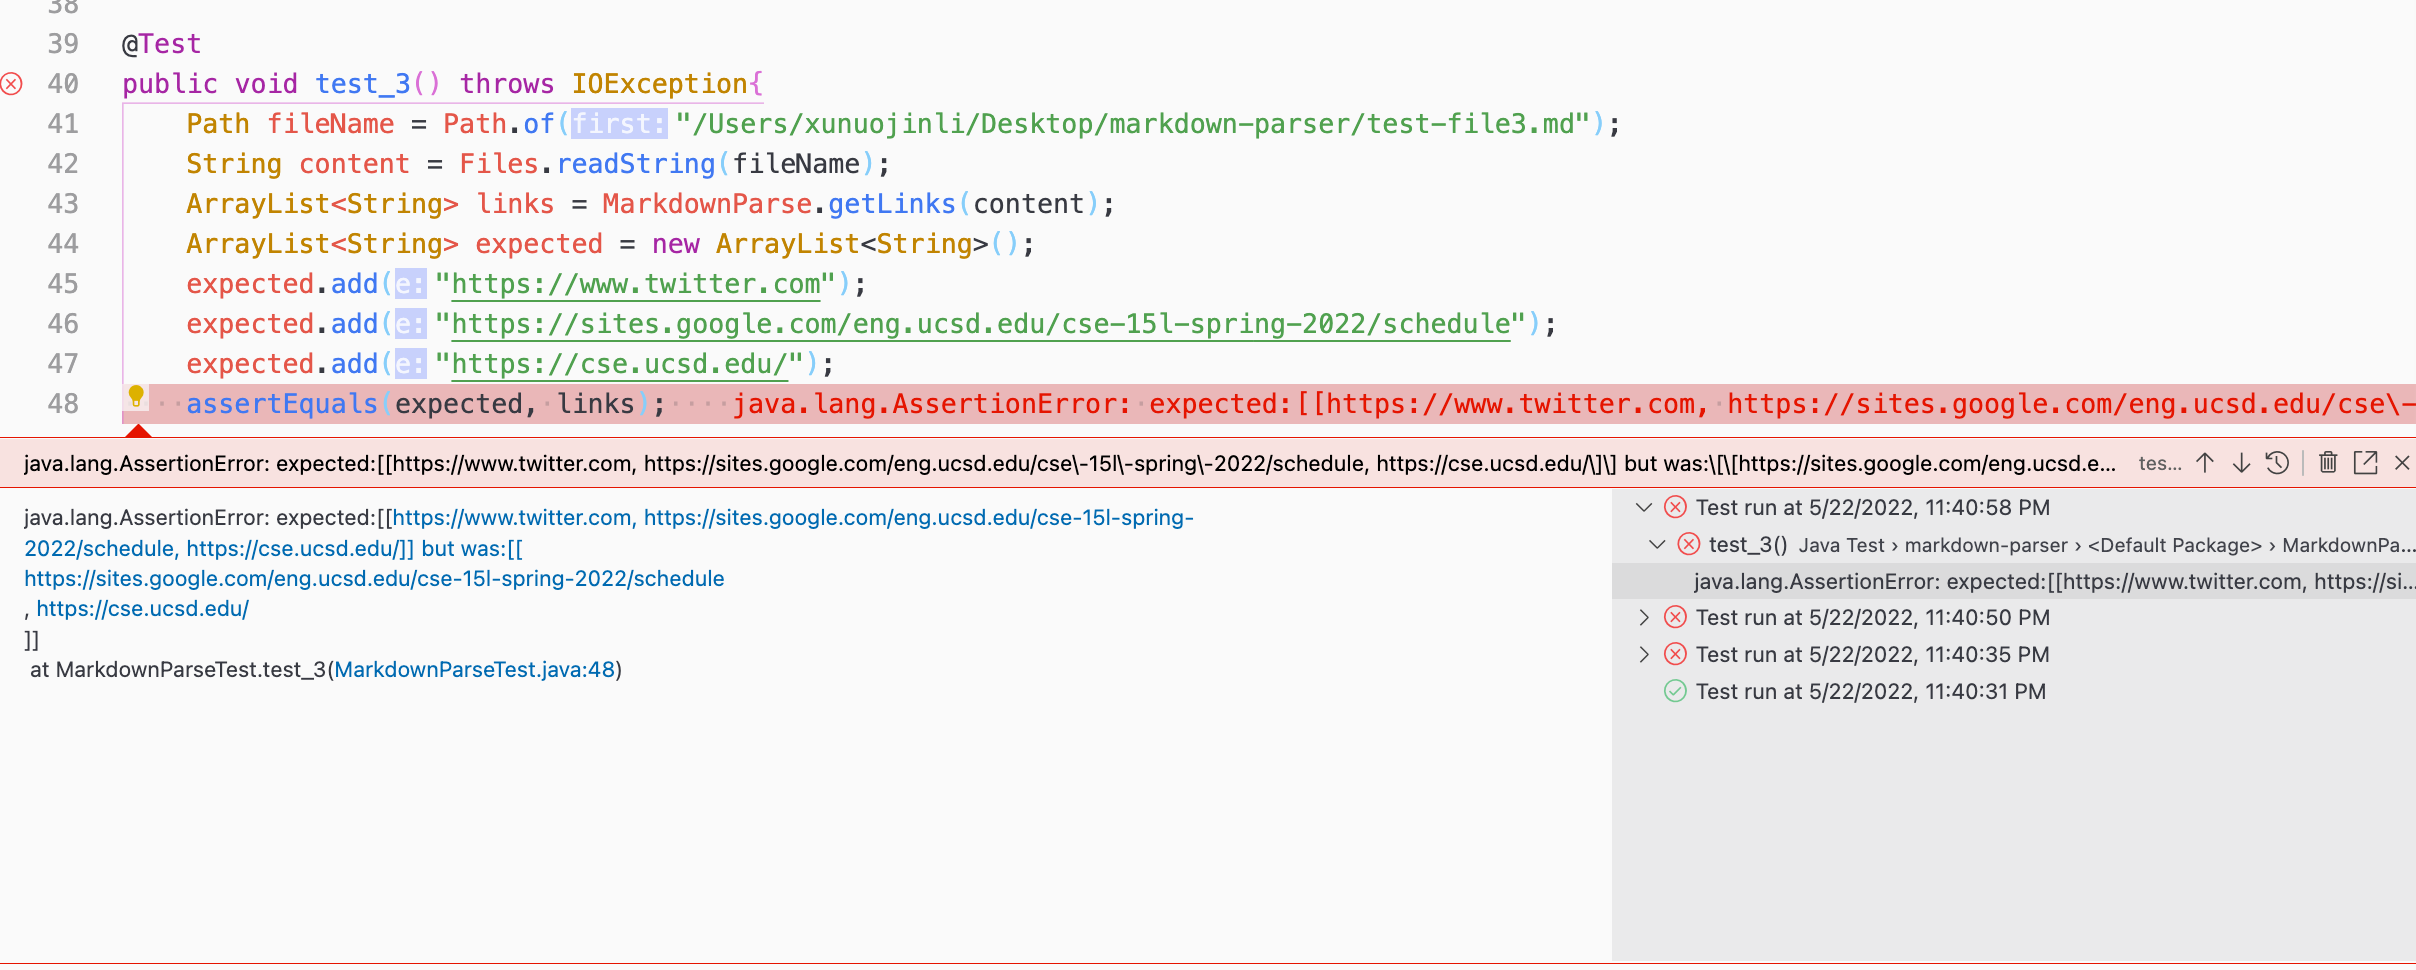 38
39 @Test
40 public void test_3() throws IOException{
41 Path fileName = Path.of(first: "/Users/xunuojinli/Desktop/markdown-parser/test-file3.md");
42 String content = Files.readString(fileName);
43 ArrayList<String> links = MarkdownParse.getLinks(content);
44 ArrayList<String> expected = new ArrayList<String>();
45 expected.add(e: "https://www.twitter.com");
46 expected.add(e: "https://sites.google.com/eng.ucsd.edu/cse-15l-spring-2022/schedule");
47 expected.add(e: "https://cse.ucsd.edu/");
48 assertEquals(expected, links); java.lang.AssertionError: expected:[[https://www.twitter.com, https://sites.google.com/eng.ucsd.edu/cse\-
java.lang.AssertionError: expected:[[https://www.twitter.com, https://sites.google.com/eng.ucsd.edu/cse\-15l\-spring\-2022/schedule, https://cse.ucsd.edu/\]\] but was:\[\[https://sites.google.com/eng.ucsd.e... tes...
java.lang.AssertionError: expected:[[https://www.twitter.com, https://sites.google.com/eng.ucsd.edu/cse-15l-spring-
2022/schedule, https://cse.ucsd.edu/]] but was:[[
https://sites.google.com/eng.ucsd.edu/cse-15l-spring-2022/schedule
, https://cse.ucsd.edu/
]]
at MarkdownParseTest.test_3(MarkdownParseTest.java:48)
Test run at 5/22/2022, 11:40:58 PM
test_3() Java Test › markdown-parser › <Default Package> › MarkdownPa...
java.lang.AssertionError: expected:[[https://www.twitter.com, https://si...
Test run at 5/22/2022, 11:40:50 PM
Test run at 5/22/2022, 11:40:35 PM
Test run at 5/22/2022, 11:40:31 PM